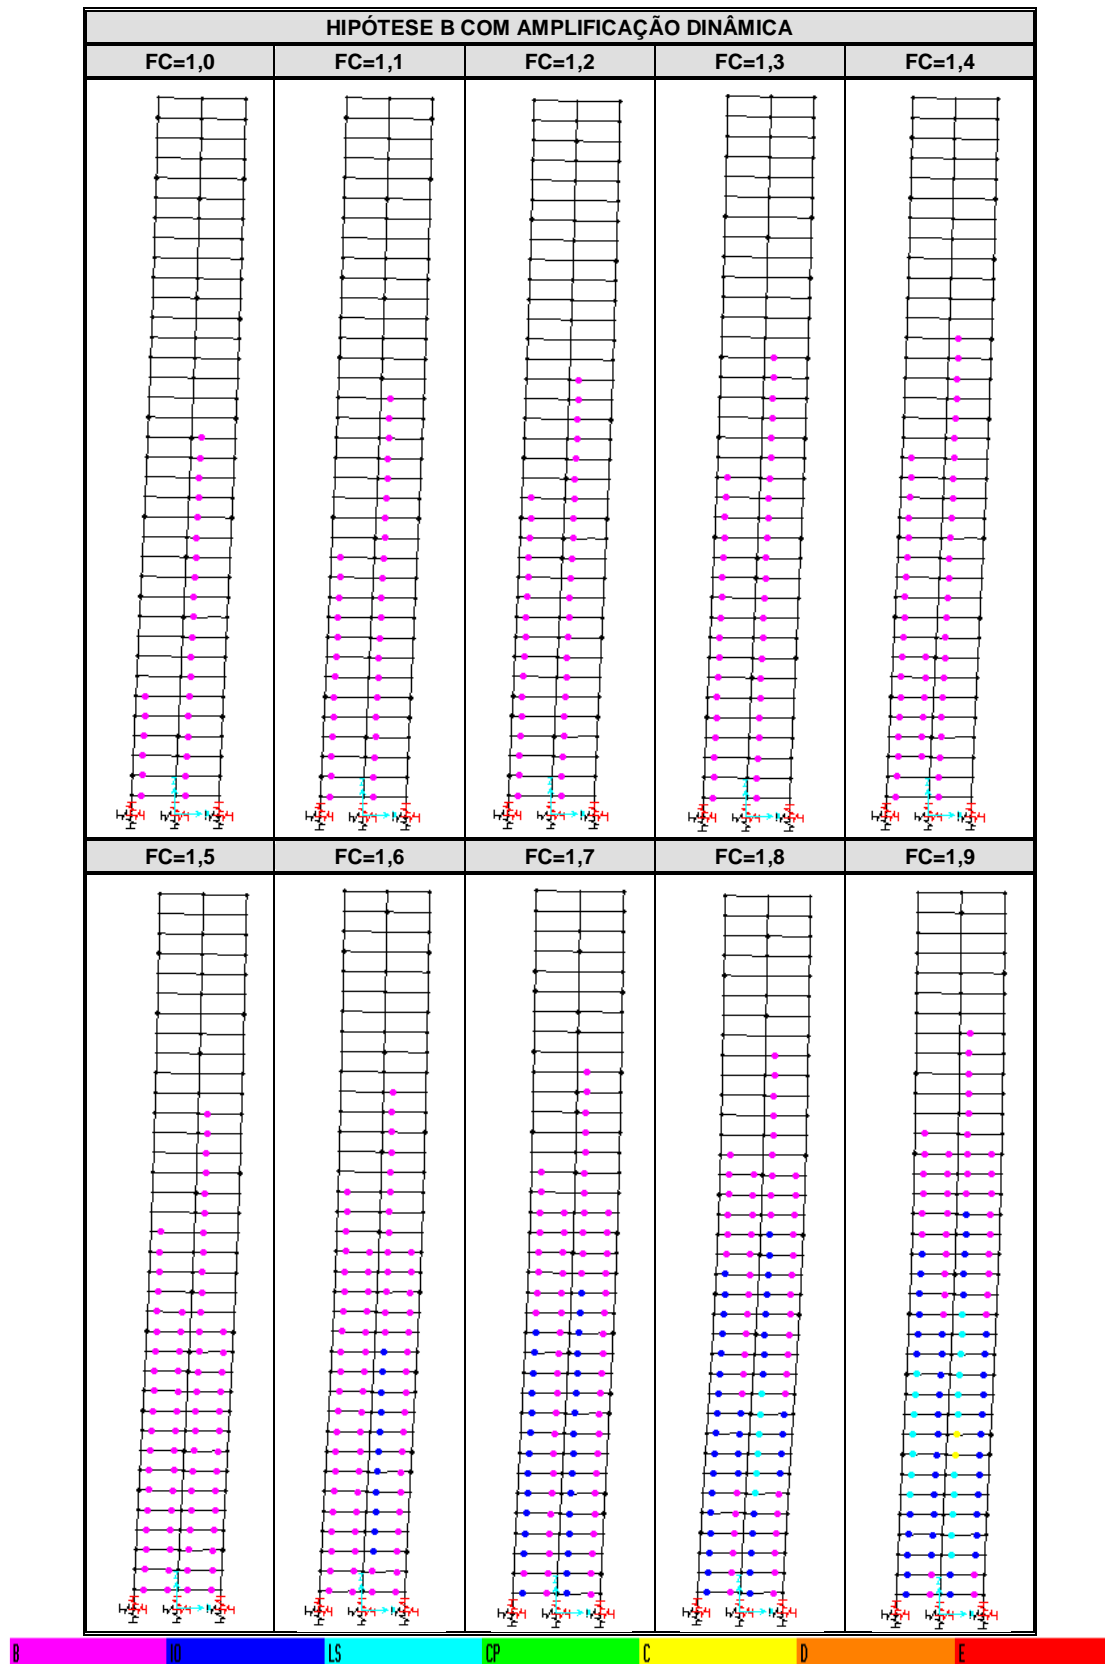 HIPÓTESE B COM AMPLIFICAÇÃO DINÂMICA
FC=1,0 FC=1,1 FC=1,2 FC=1,3 FC=1,4
FC=1,5 FC=1,6 FC=1,7 FC=1,8 FC=1,9
B IO LS CP C D E